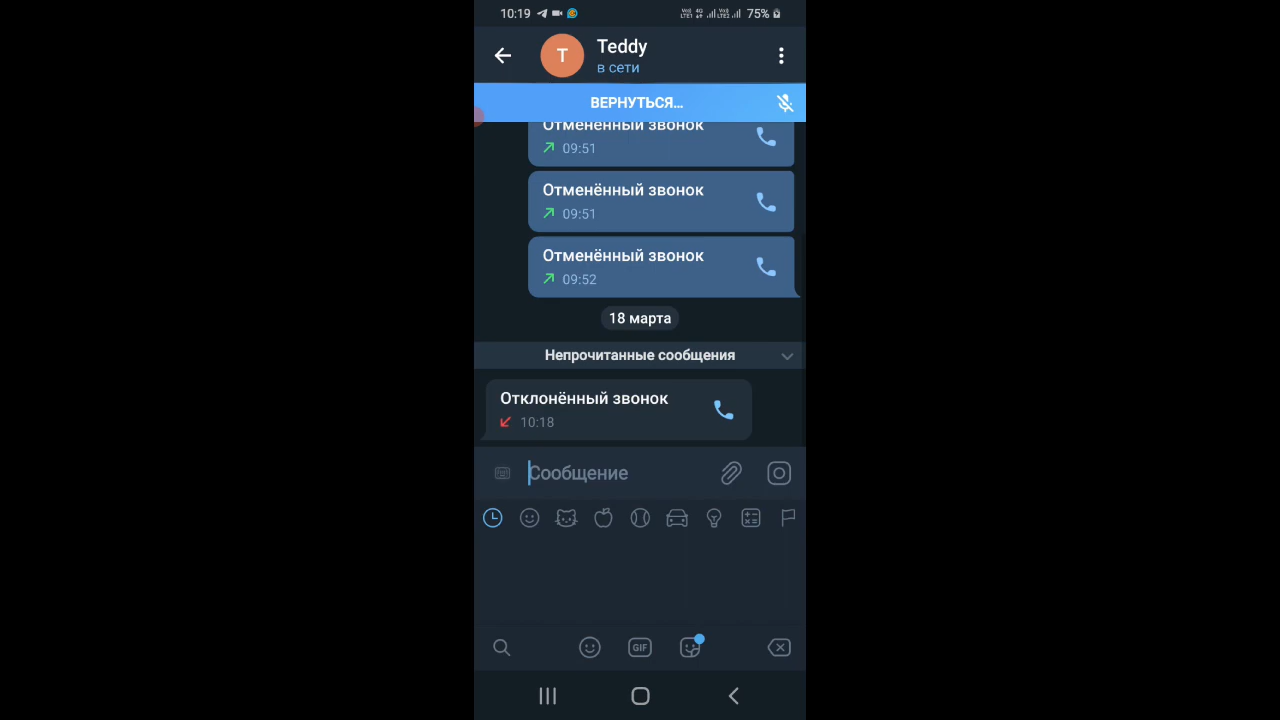 10:19
75%
Teddy
T
в сети
ВЕРНУТЬСЯ...
Отменённый звонок
09:51
Отменённый звонок
09:51
Отменённый звонок
09:52
18 марта
Непрочитанные сообщения
Отклонённый звонок
10:18
Сообщение
GIF